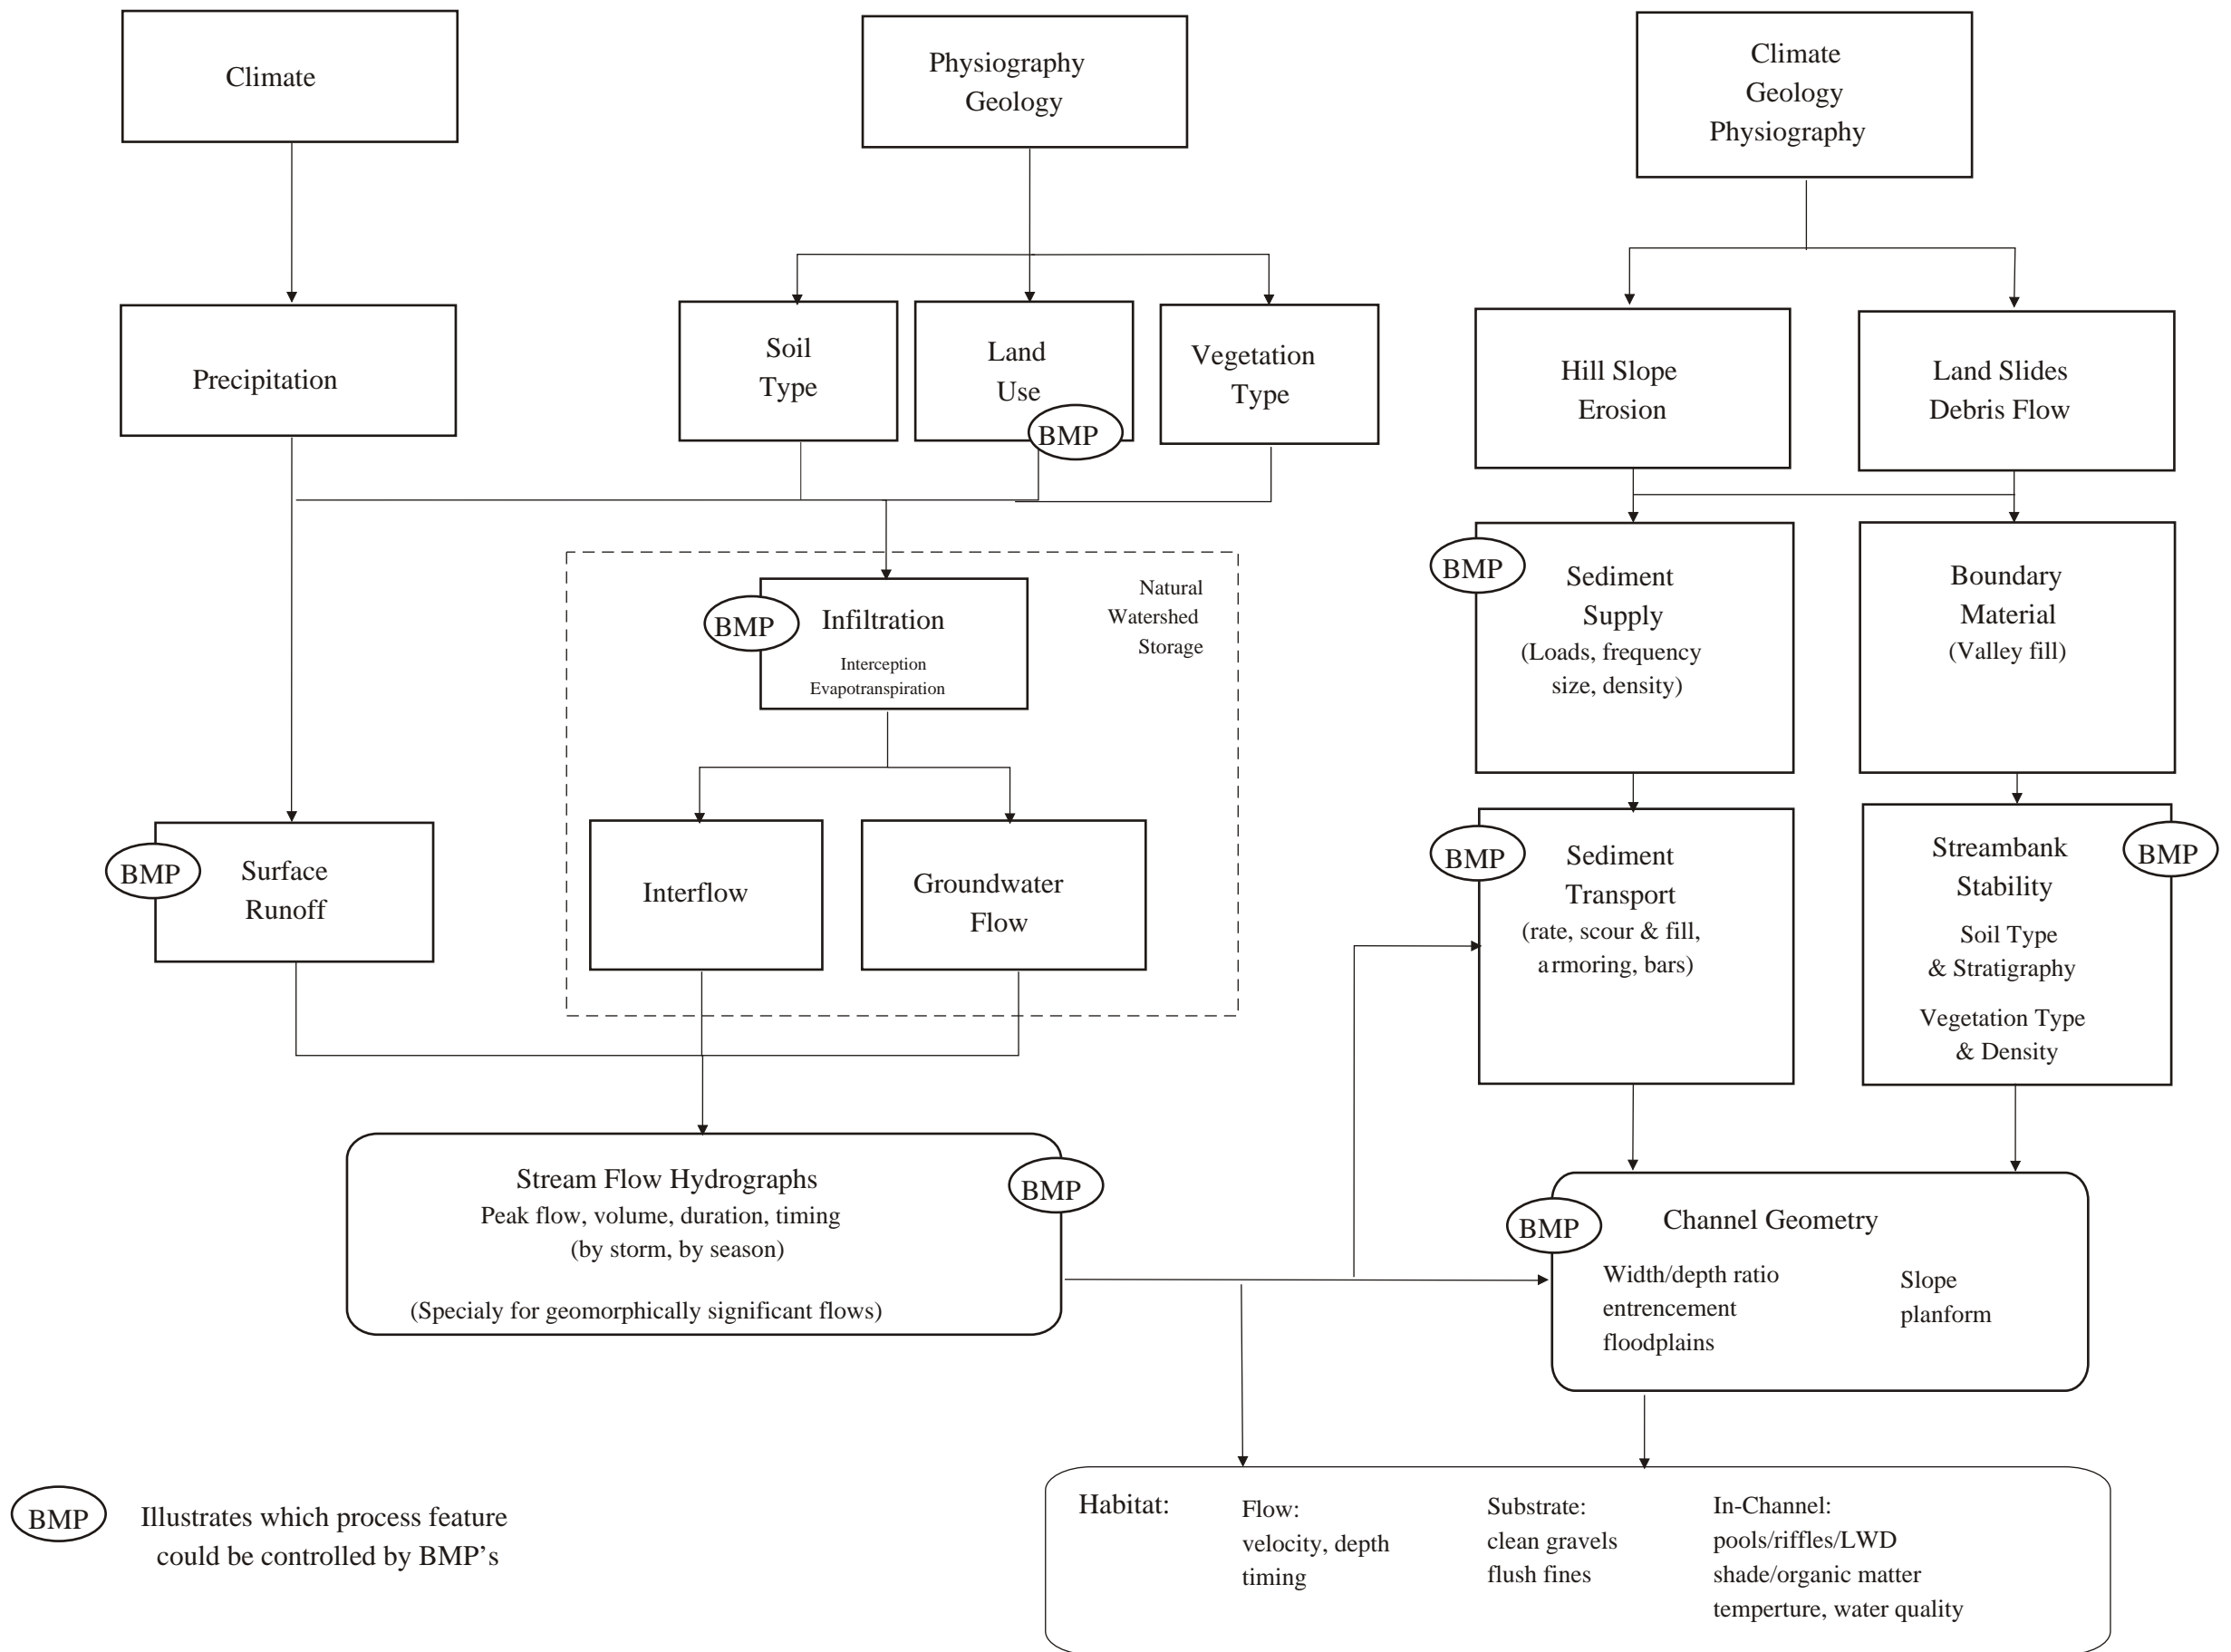 Climate
Physiography
Geology
Climate
Geology
Physiography
Precipitation
Soil
Type
Land
Use
BMP
Vegetation
Type
Hill Slope
Erosion
Land Slides
Debris Flow
BMP
Infiltration
Interception
Evapotranspiration
Natural
Watershed
Storage
BMP
Sediment
Supply
(Loads, frequency
size, density)
Boundary
Material
(Valley fill)
BMP
Surface
Runoff
Interflow
Groundwater
Flow
BMP
Sediment
Transport
(rate, scour & fill,
armoring, bars)
Streambank
Stability
Soil Type
& Stratigraphy
Vegetation Type
& Density
BMP
Stream Flow Hydrographs
Peak flow, volume, duration, timing
(by storm, by season)
(Specialy for geomorphically significant flows)
BMP
BMP
Channel Geometry
Width/depth ratio
entrencement
floodplains
Slope
planform
Habitat:
Flow:
velocity, depth
timing
Substrate:
clean gravels
flush fines
In-Channel:
pools/riffles/LWD
shade/organic matter
temperture, water quality
BMP
Illustrates which process feature
could be controlled by BMP's